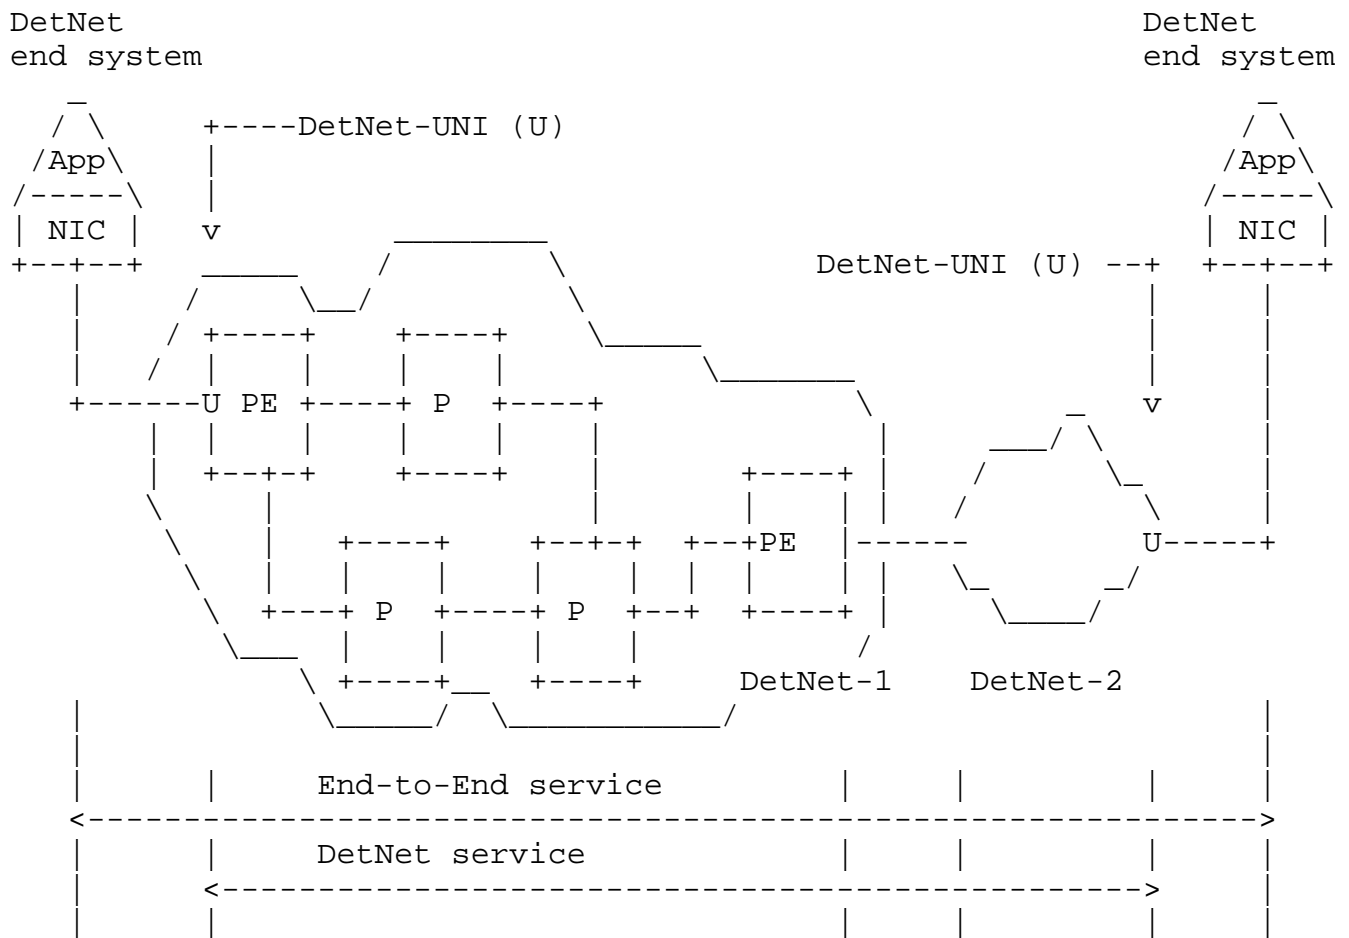 DetNet DetNet
end system end system
+----DetNet-UNI (U)
/App\ /App\
| NIC | v | NIC |
DetNet-UNI (U) --+
U PE P v
PE U
P P
DetNet-1 DetNet-2
End-to-End service
DetNet service